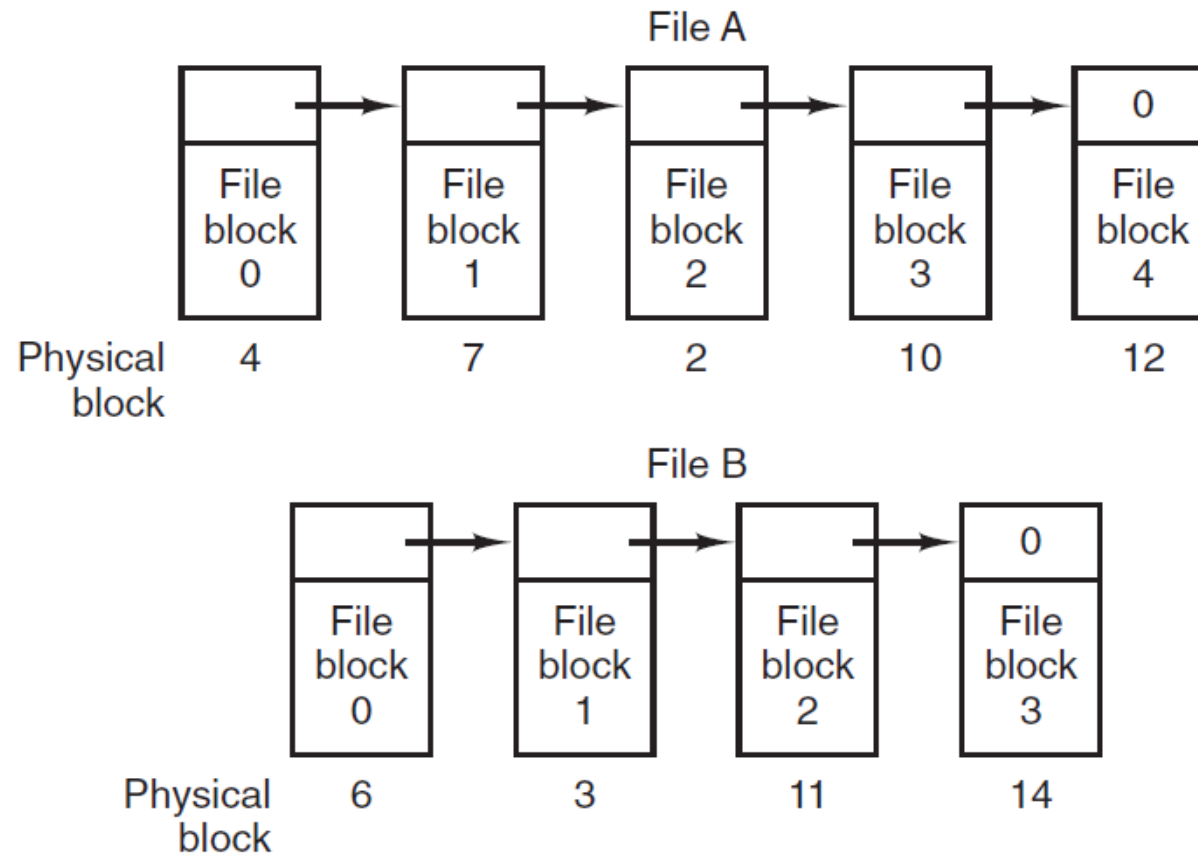 File A
0
File File File File File
block block block block block
0 1 2 3 4
Physical 4 7 2 10 12
block
File B
0
File File File File
block block block block
0 1 2 3
Physical 6 3 11 14
block